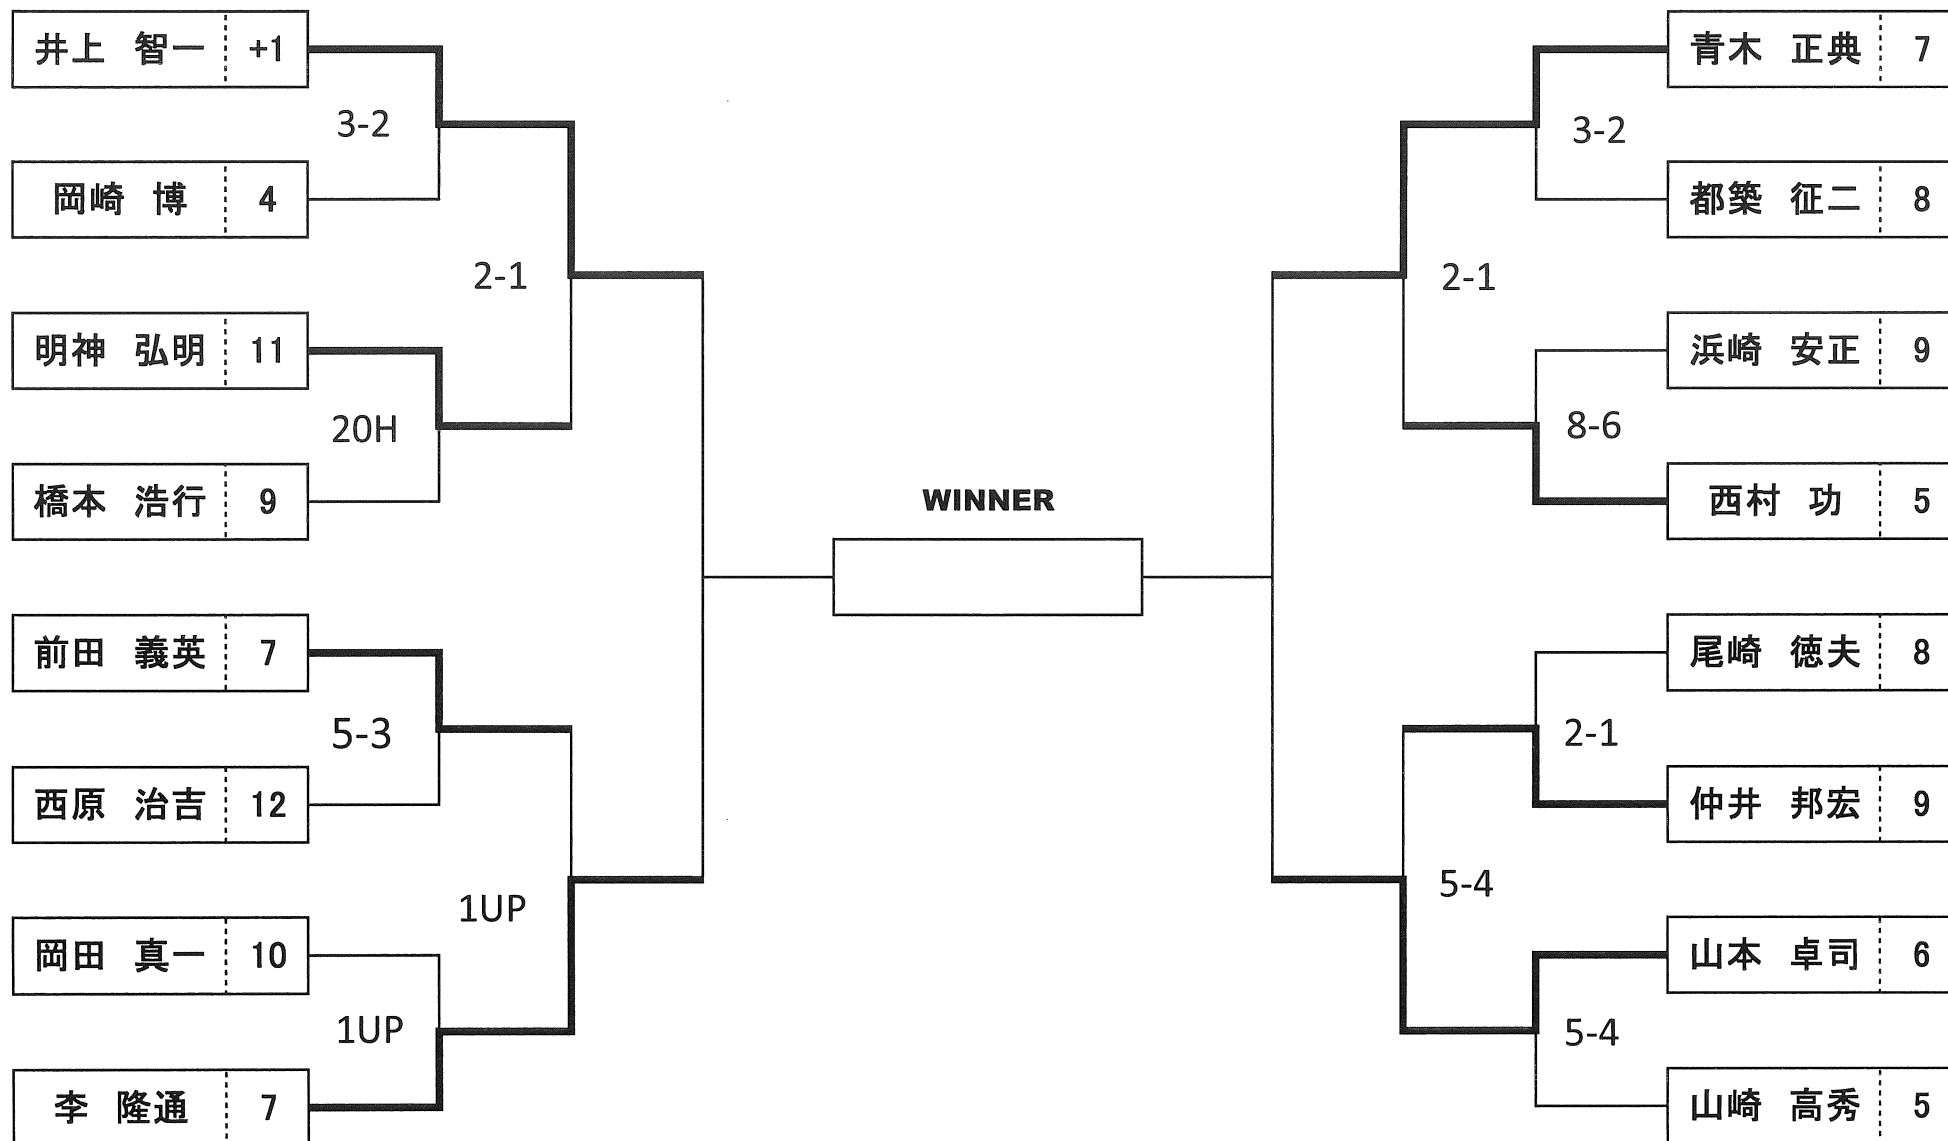 井上 智一 +1
3-2
岡崎 博 4
2-1
明神 弘明 11
20H
橋本 浩行 9
前田 義英 7
5-3
西原 治吉 12
1UP
岡田 真一 10
1UP
李 隆通 7
WINNER
青木 正典 7
3-2
都築 征二 8
2-1
浜崎 安正 9
8-6
西村 功 5
尾崎 徳夫 8
2-1
仲井 邦宏 9
5-4
山本 卓司 6
5-4
山崎 高秀 5